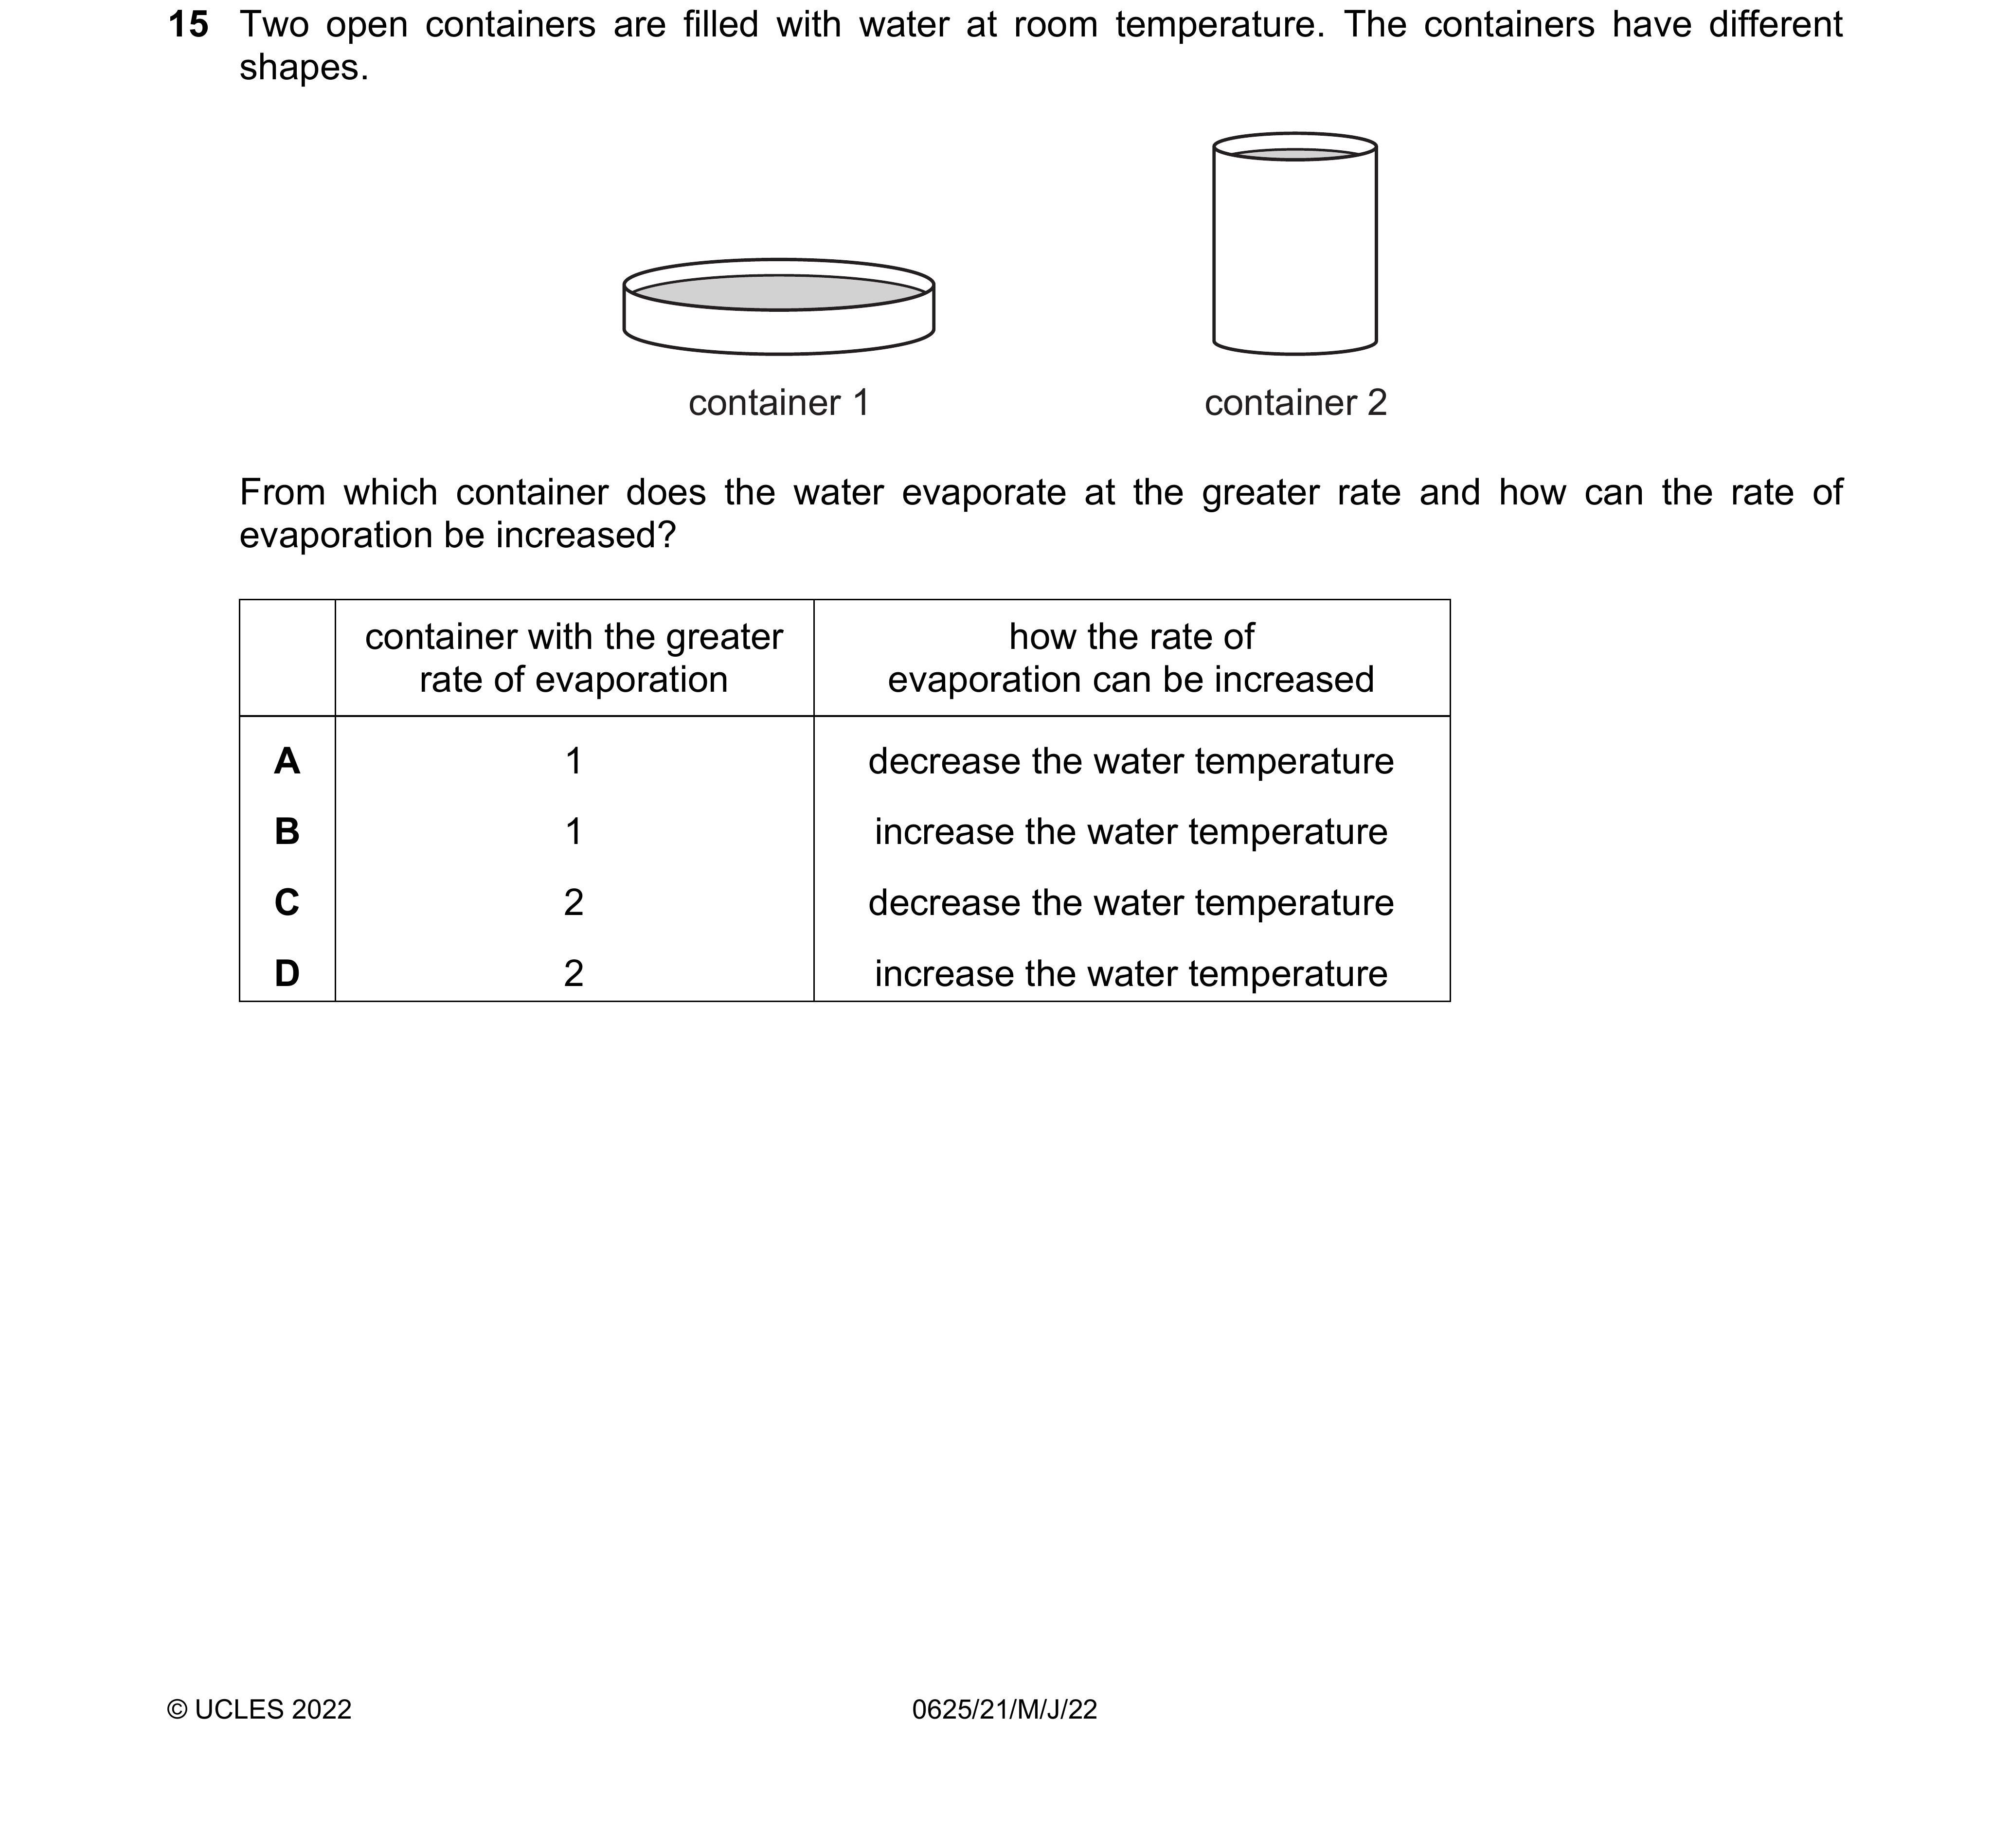 15 Two open containers are filled with water at room temperature. The containers have different
shapes.
container 1
container 2
From which container does the water evaporate at the greater rate and how can the rate of
evaporation be increased?
container with the greater
rate of evaporation
how the rate of
evaporation can be increased
A 1 decrease the water temperature
B 1 increase the water temperature
C 2 decrease the water temperature
D 2 increase the water temperature
© UCLES 2022
0625/21/M/J/22